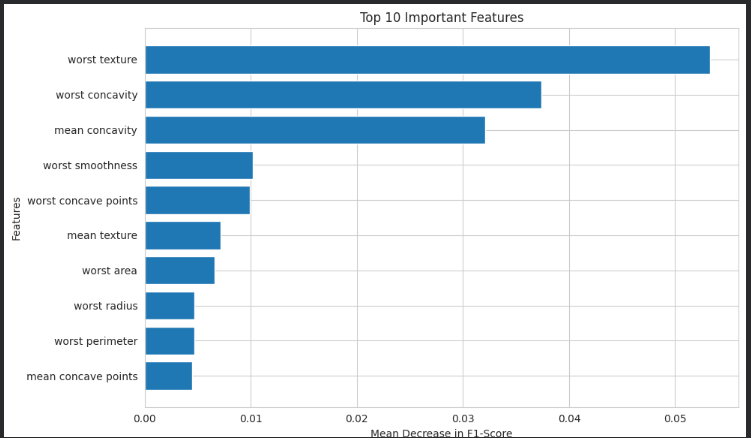 Top 10 Important Features
worst texture
worst concavity
mean concavity
worst smoothness
worst concave points
mean texture
worst area
worst radius
worst perimeter
mean concave points
Features
0.00 0.01 0.02 0.03 0.04 0.05
Mean Decrease in F1-Score